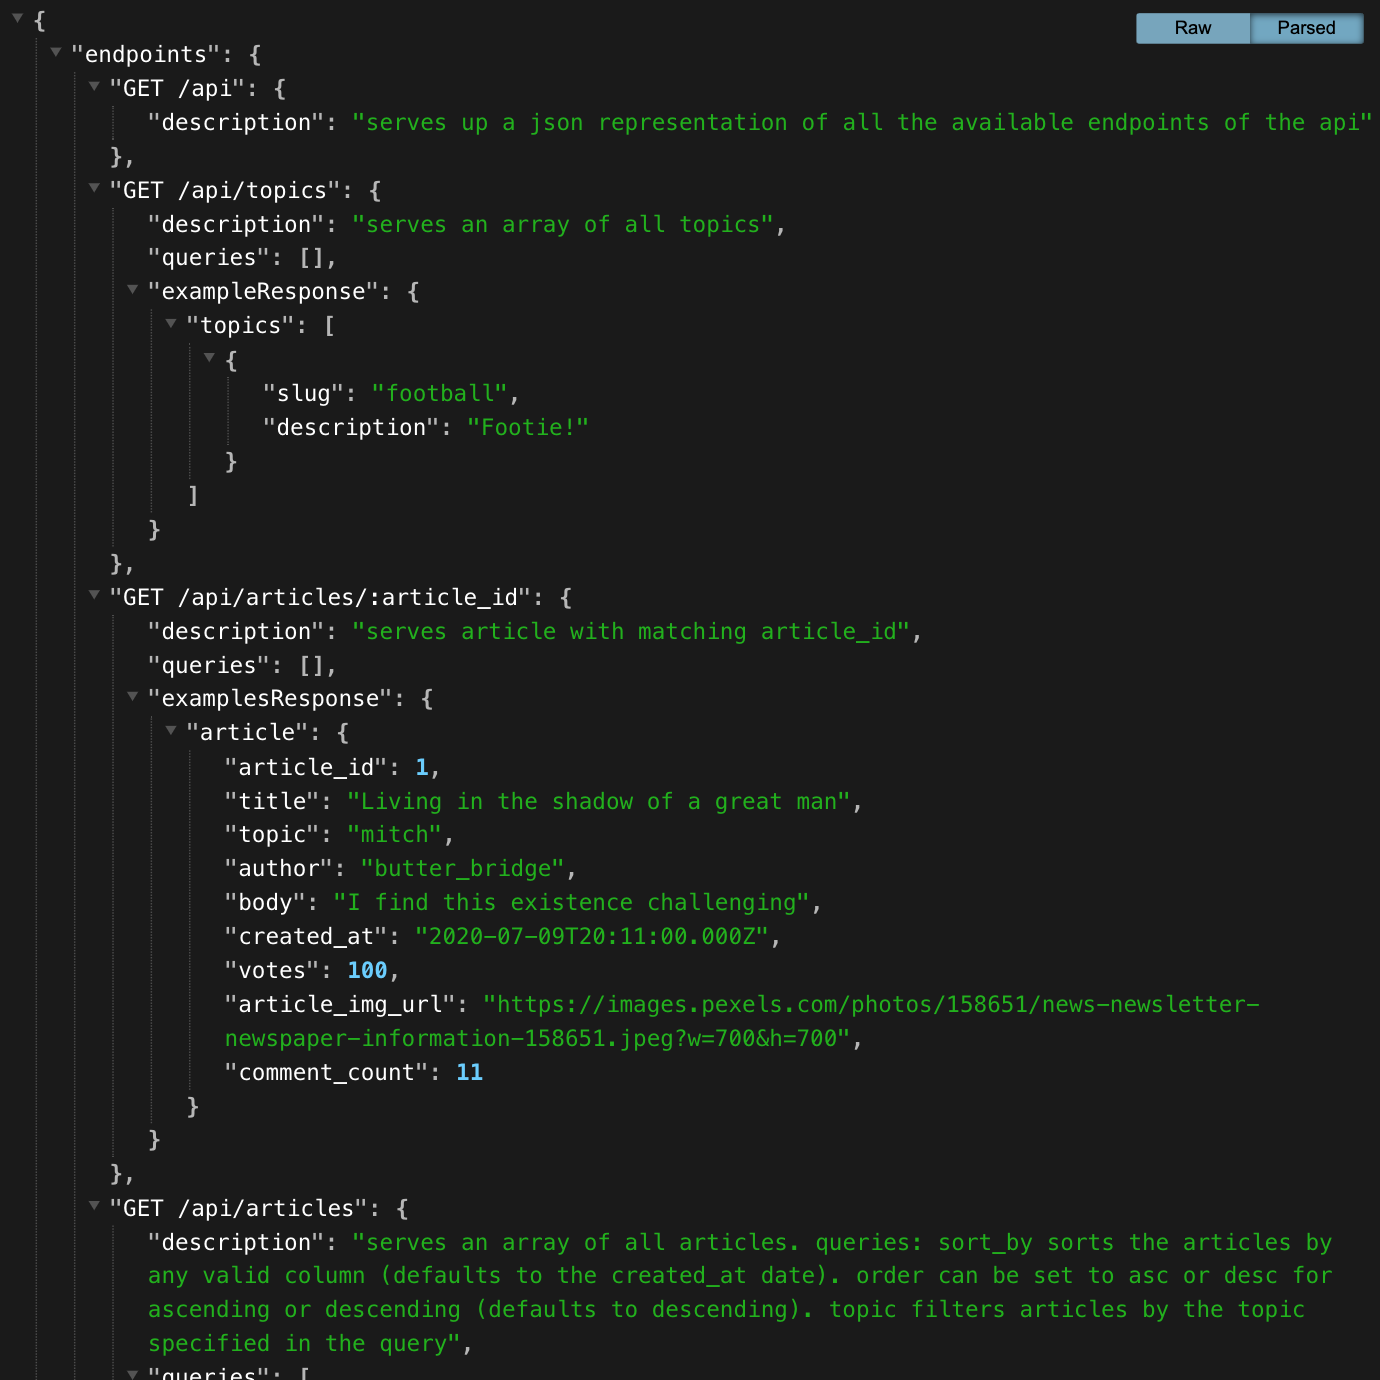 {
Raw Parsed
"endpoints": {
"GET /api": {
"description": "serves up a json representation of all the available endpoints of the api"
},
"GET /api/topics": {
"description": "serves an array of all topics",
"queries": [],
"exampleResponse": {
"topics": [
{
"slug": "football",
"description": "Footie!"
}
]
}
},
"GET /api/articles/:article_id": {
"description": "serves article with matching article_id",
"queries": [],
"examplesResponse": {
"article": {
"article_id": 1,
"title": "Living in the shadow of a great man",
"topic": "mitch",
"author": "butter_bridge",
"body": "I find this existence challenging",
"created_at": "2020-07-09T20:11:00.000Z",
"votes": 100,
"article_img_url": "https://images.pexels.com/photos/158651/news-newsletter-
newspaper-information-158651.jpeg?w=700&h=700",
"comment_count": 11
}
}
},
"GET /api/articles": {
"description": "serves an array of all articles. queries: sort_by sorts the articles by
any valid column (defaults to the created_at date). order can be set to asc or desc for
ascending or descending (defaults to descending). topic filters articles by the topic
specified in the query",
"queries": [